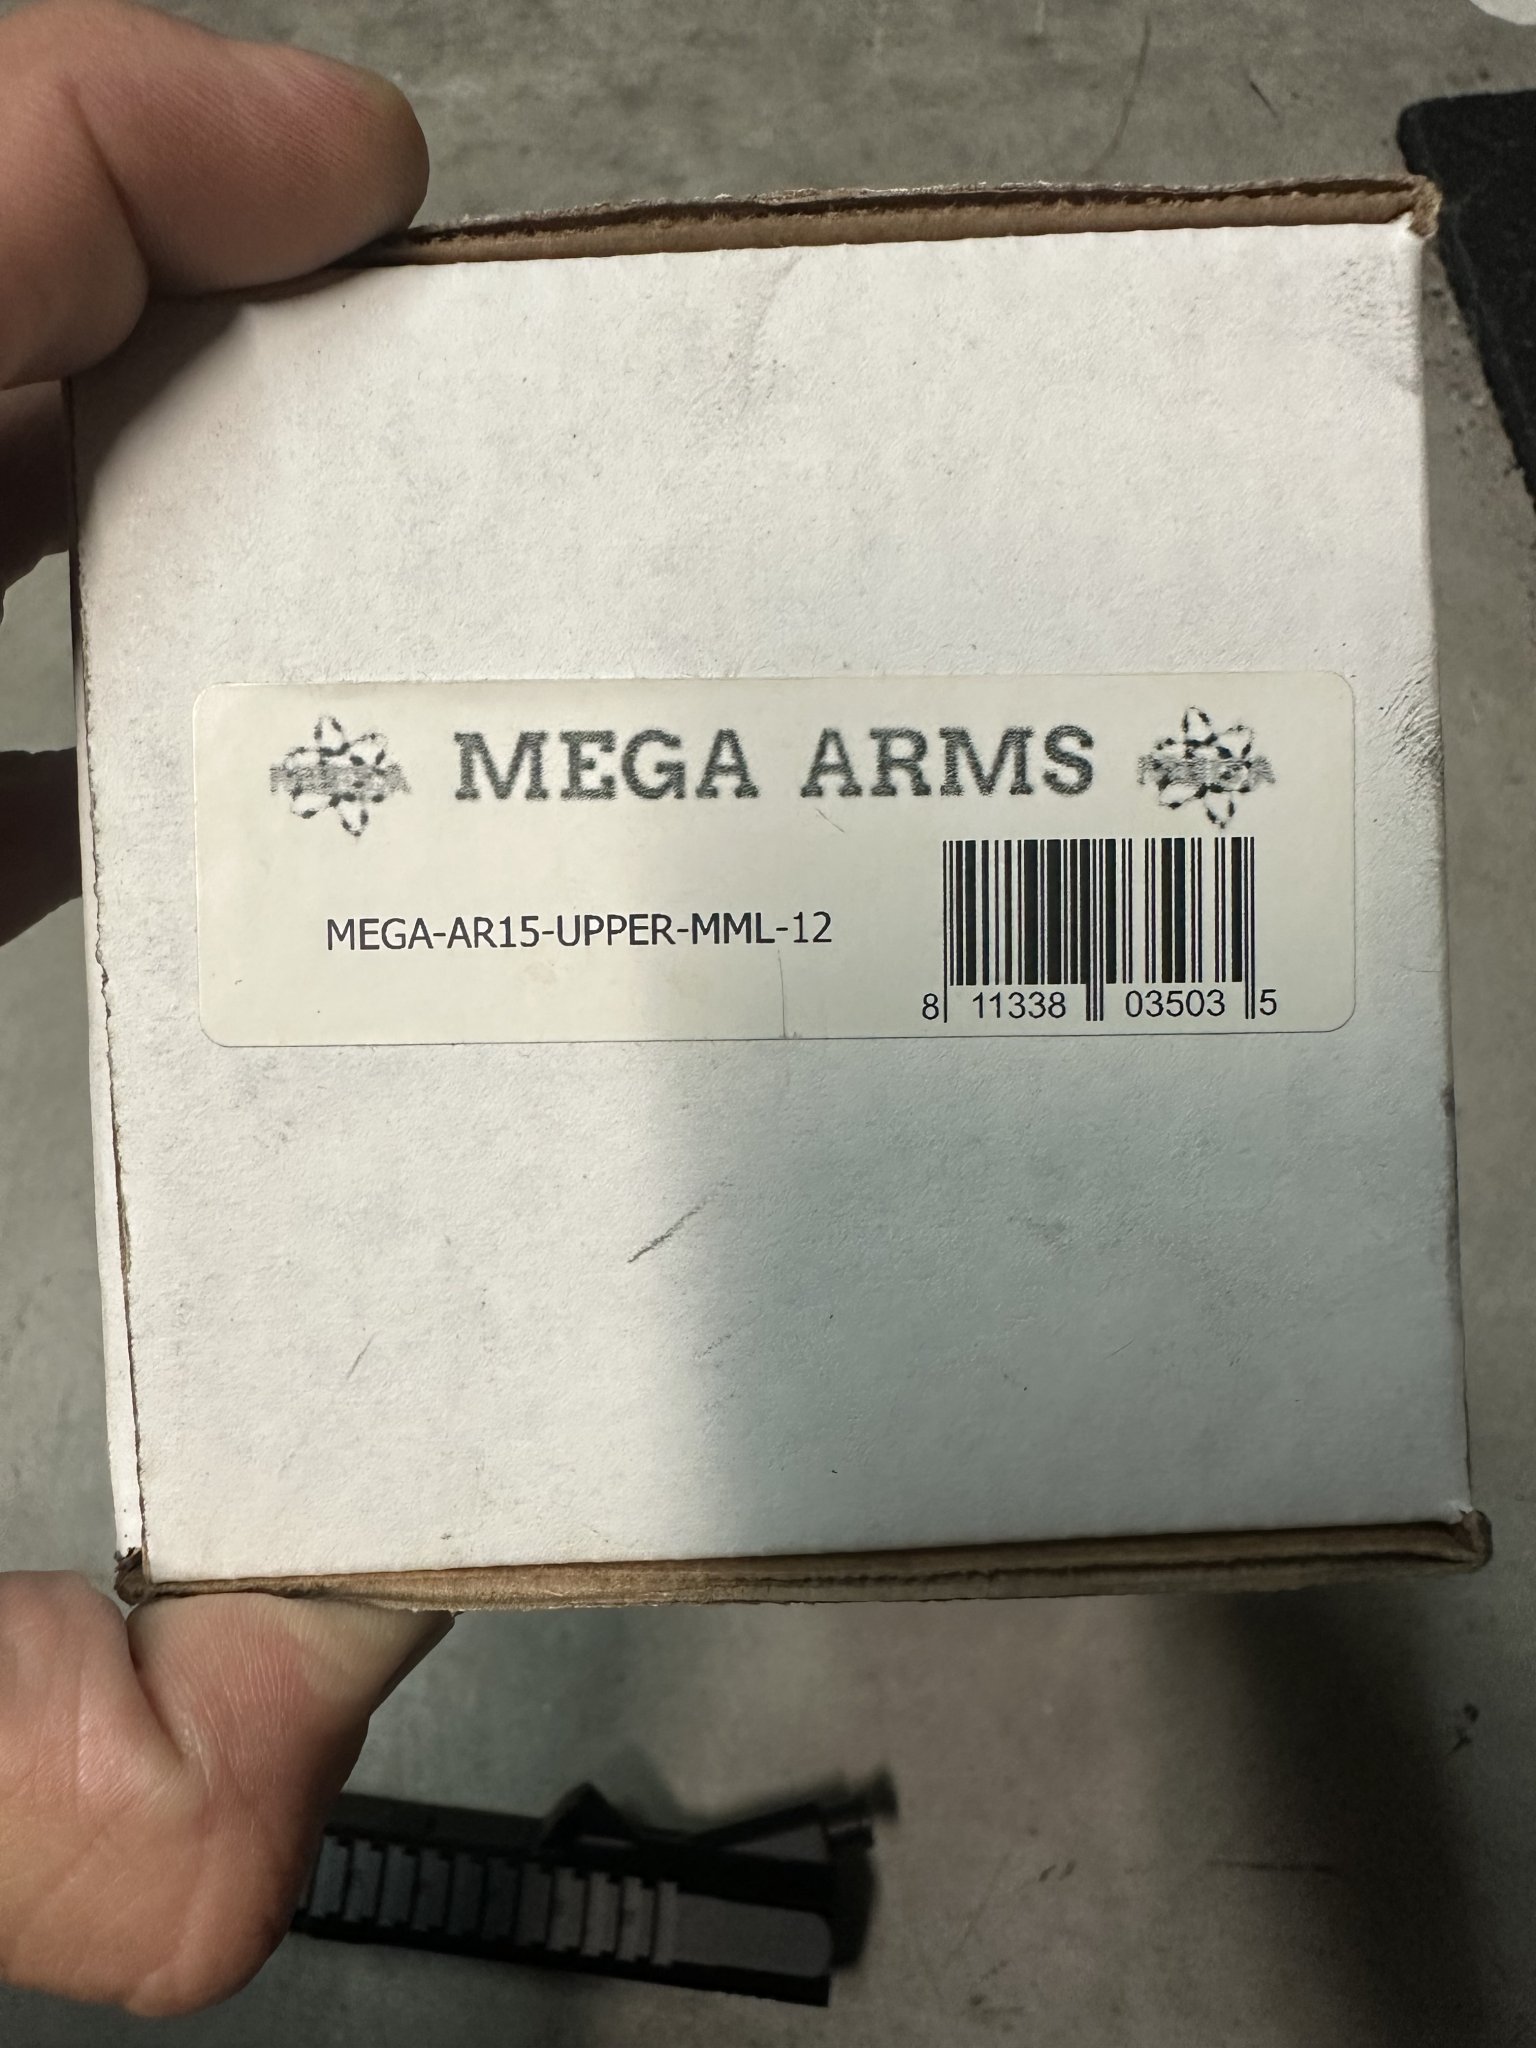 MEGA ARMS
MEGA-AR15-UPPER-MML-12
8 11338 03503 5